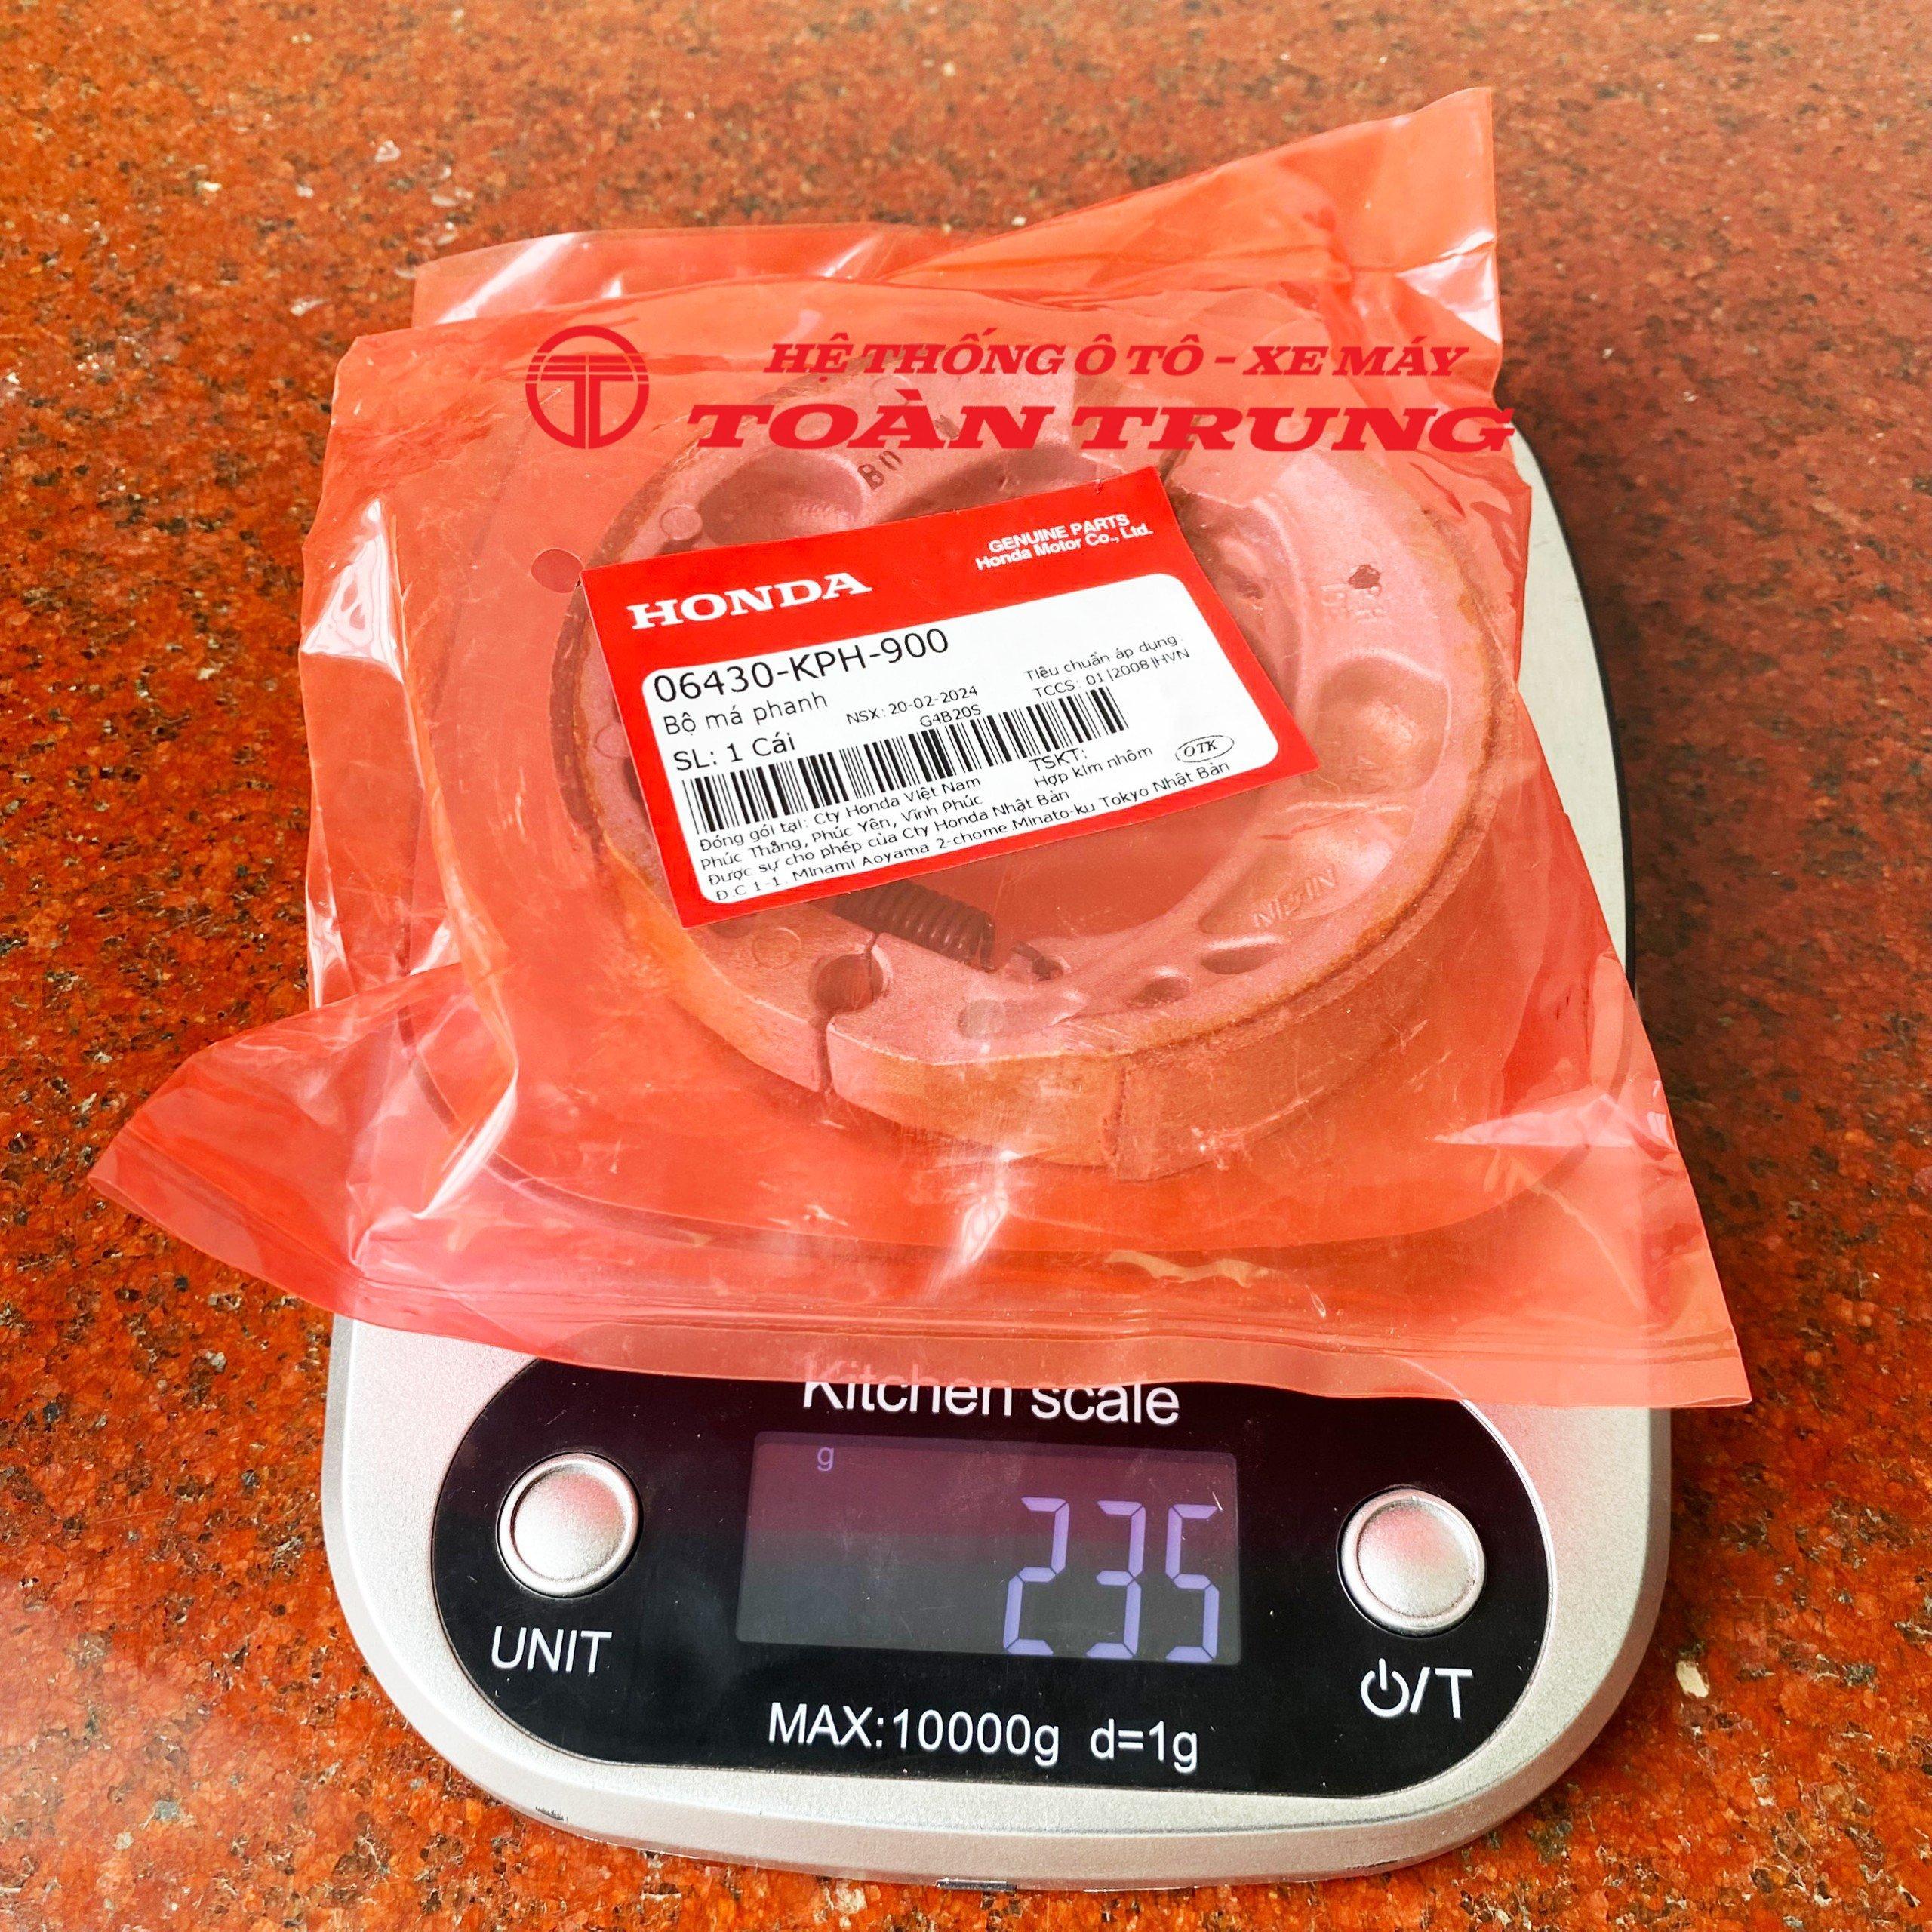 HỆ THỐNG Ô TÔ - XE MÁY
TOÀN TRUNG
BD
GENUINE PARTS
Honda Motor Co., Ltd.
HONDA
06430-KPH-900
Bộ má phanh
NSX: 20-02-2024
Tiêu chuẩn áp dụng:
TCCS: 01|2008|HVN
SL: 1 Cái
G4B20S
TSKT:
Hợp kim nhôm
OTK
Đóng gói tại: Cty Honda Việt Nam
Phúc Thắng, Phúc Yên, Vĩnh Phúc
Được sự cho phép của Cty Honda Nhật Bản
Đ.C 1-1, Minami Aoyama 2-chome Minato-ku Tokyo Nhật Bản
NISSIN
Kitchen scale
g
235
UNIT
/T
MAX:10000g d=1g